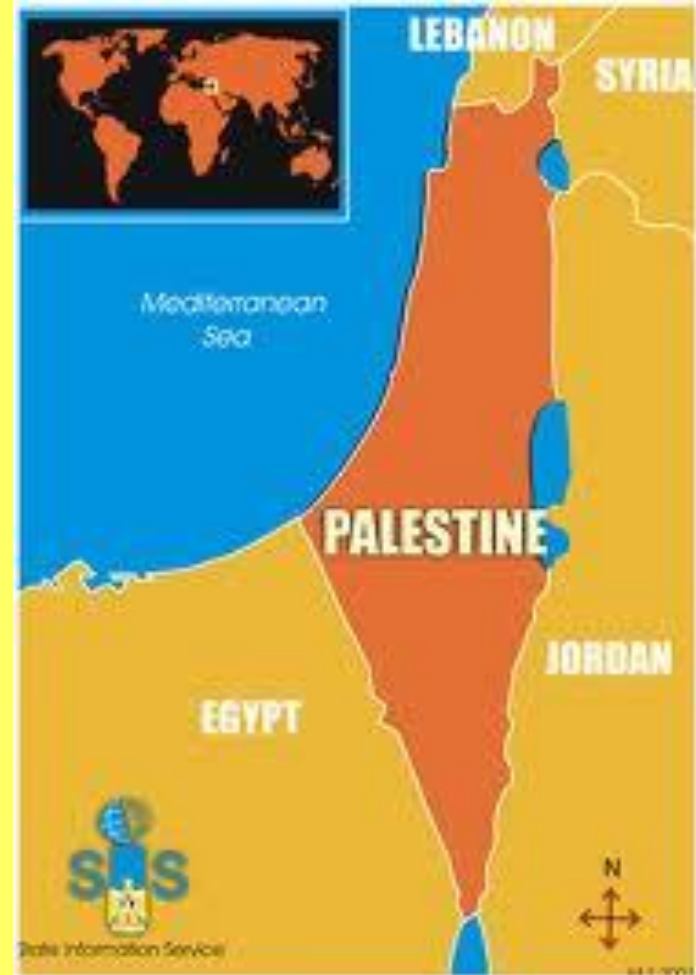 LEBANON
SYRIA
Mediterranean
Sea
PALESTINE
JORDAN
EGYPT
SIS
State Information Service
N